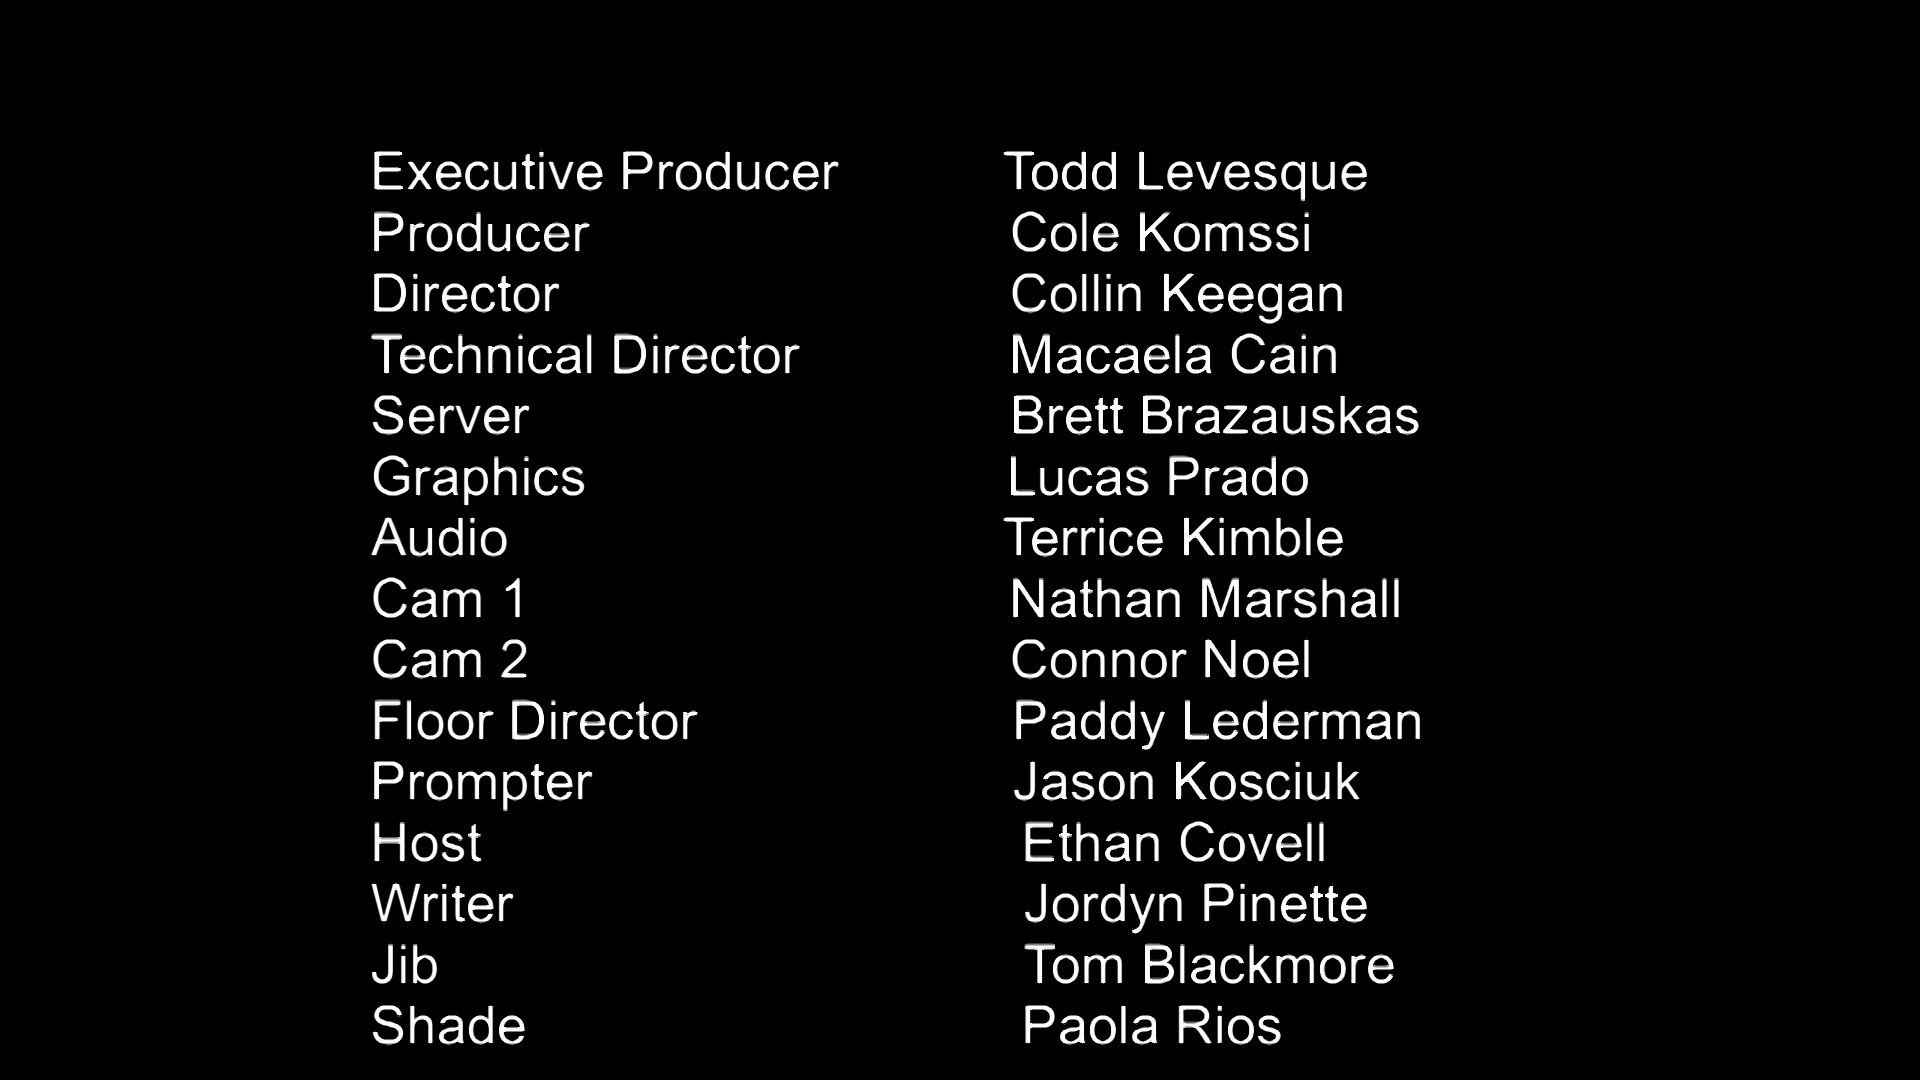 Executive Producer Todd Levesque
Producer Cole Komssi
Director Collin Keegan
Technical Director Macaela Cain
Server Brett Brazauskas
Graphics Lucas Prado
Audio Terrice Kimble
Cam 1 Nathan Marshall
Cam 2 Connor Noel
Floor Director Paddy Lederman
Prompter Jason Kosciuk
Host Ethan Covell
Writer Jordyn Pinette
Jib Tom Blackmore
Shade Paola Rios